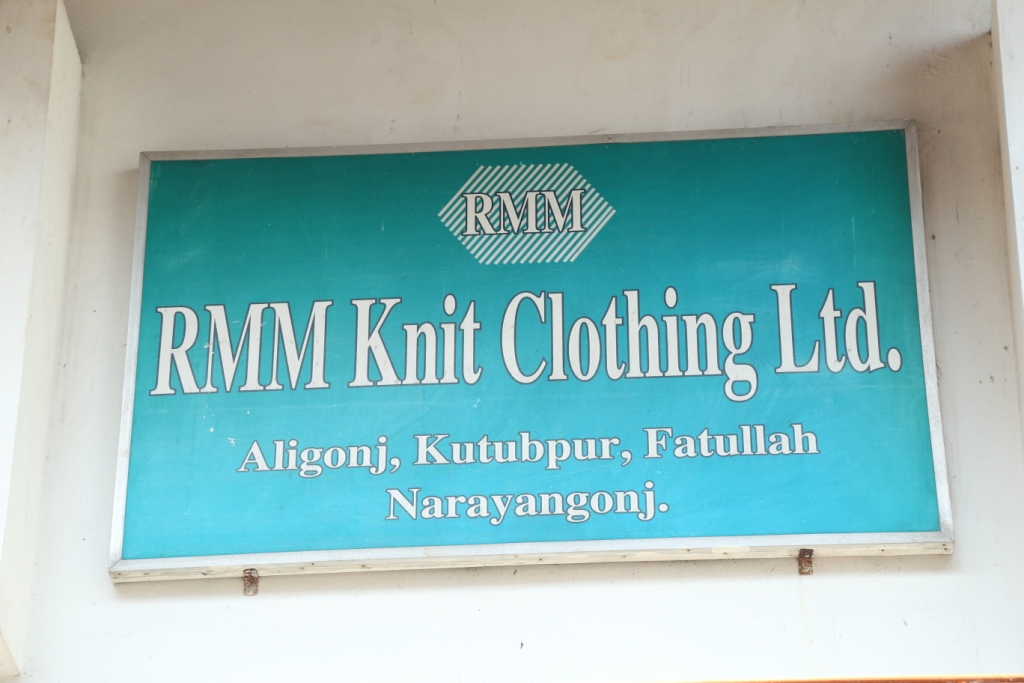 RMM
RMM Knit Clothing Ltd.
Aligonj, Kutubpur, Fatullah
Narayangonj.